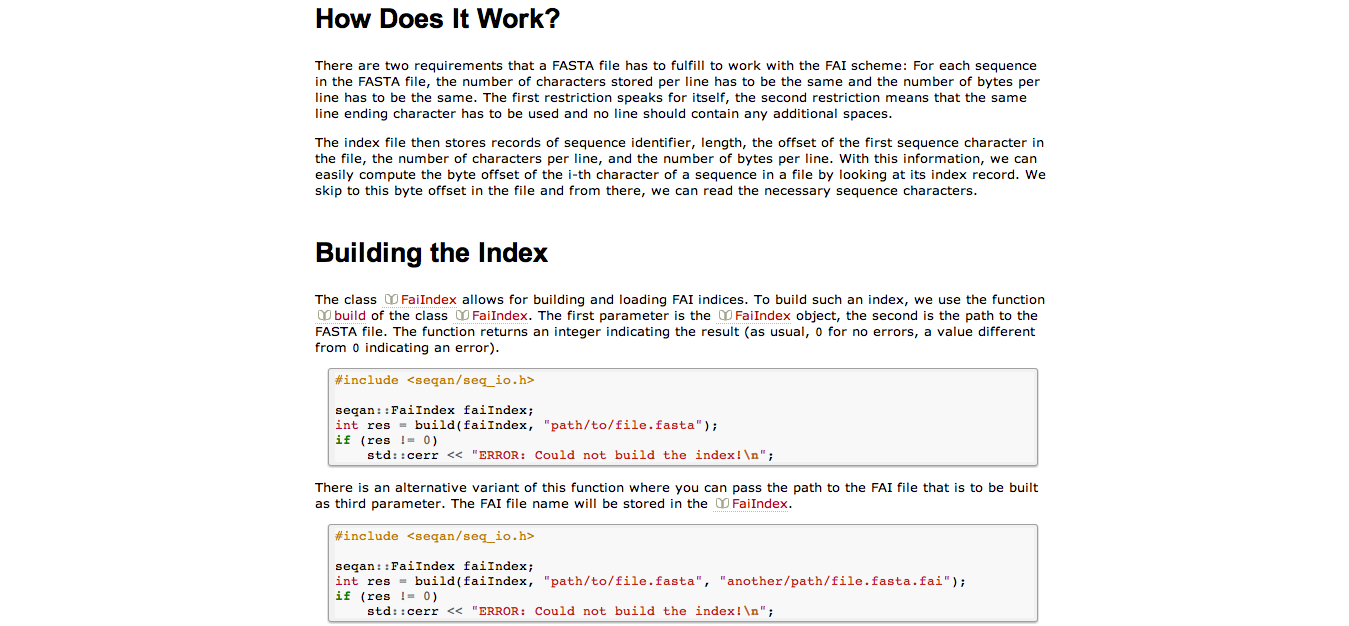 How Does It Work?
There are two requirements that a FASTA file has to fulfill to work with the FAI scheme: For each sequence
in the FASTA file, the number of characters stored per line has to be the same and the number of bytes per
line has to be the same. The first restriction speaks for itself, the second restriction means that the same
line ending character has to be used and no line should contain any additional spaces.
The index file then stores records of sequence identifier, length, the offset of the first sequence character in
the file, the number of characters per line, and the number of bytes per line. With this information, we can
easily compute the byte offset of the i-th character of a sequence in a file by looking at its index record. We
skip to this byte offset in the file and from there, we can read the necessary sequence characters.
Building the Index
The class FaiIndex allows for building and loading FAI indices. To build such an index, we use the function
build of the class FaiIndex. The first parameter is the FaiIndex object, the second is the path to the
FASTA file. The function returns an integer indicating the result (as usual, 0 for no errors, a value different
from 0 indicating an error).
#include <seqan/seq_io.h>
seqan::FaiIndex faiIndex;
int res = build(faiIndex, "path/to/file.fasta");
if (res != 0)
    std::cerr << "ERROR: Could not build the index!\n";
There is an alternative variant of this function where you can pass the path to the FAI file that is to be built
as third parameter. The FAI file name will be stored in the FaiIndex.
#include <seqan/seq_io.h>
seqan::FaiIndex faiIndex;
int res = build(faiIndex, "path/to/file.fasta", "another/path/file.fasta.fai");
if (res != 0)
    std::cerr << "ERROR: Could not build the index!\n";